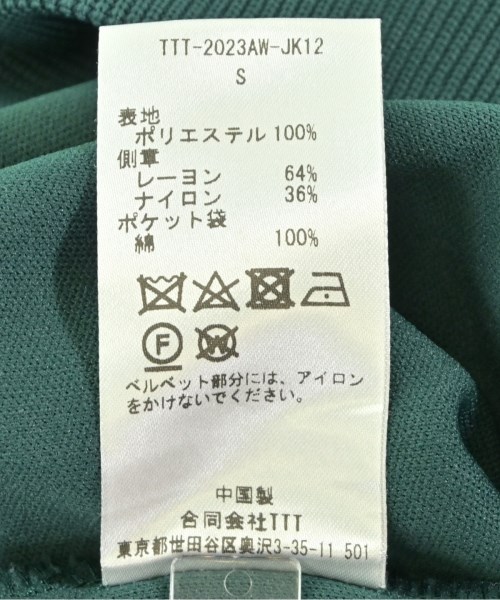 TTT-2023AW-JK12
S
表地
ポリエステル 100%
側章
レーヨン 64%
ナイロン 36%
ポケット袋
綿 100%
F
W
ベルベット部分には、アイロン
をかけないでください。
中国製
合同会社TTT
東京都世田谷区奥沢3-35-11 501